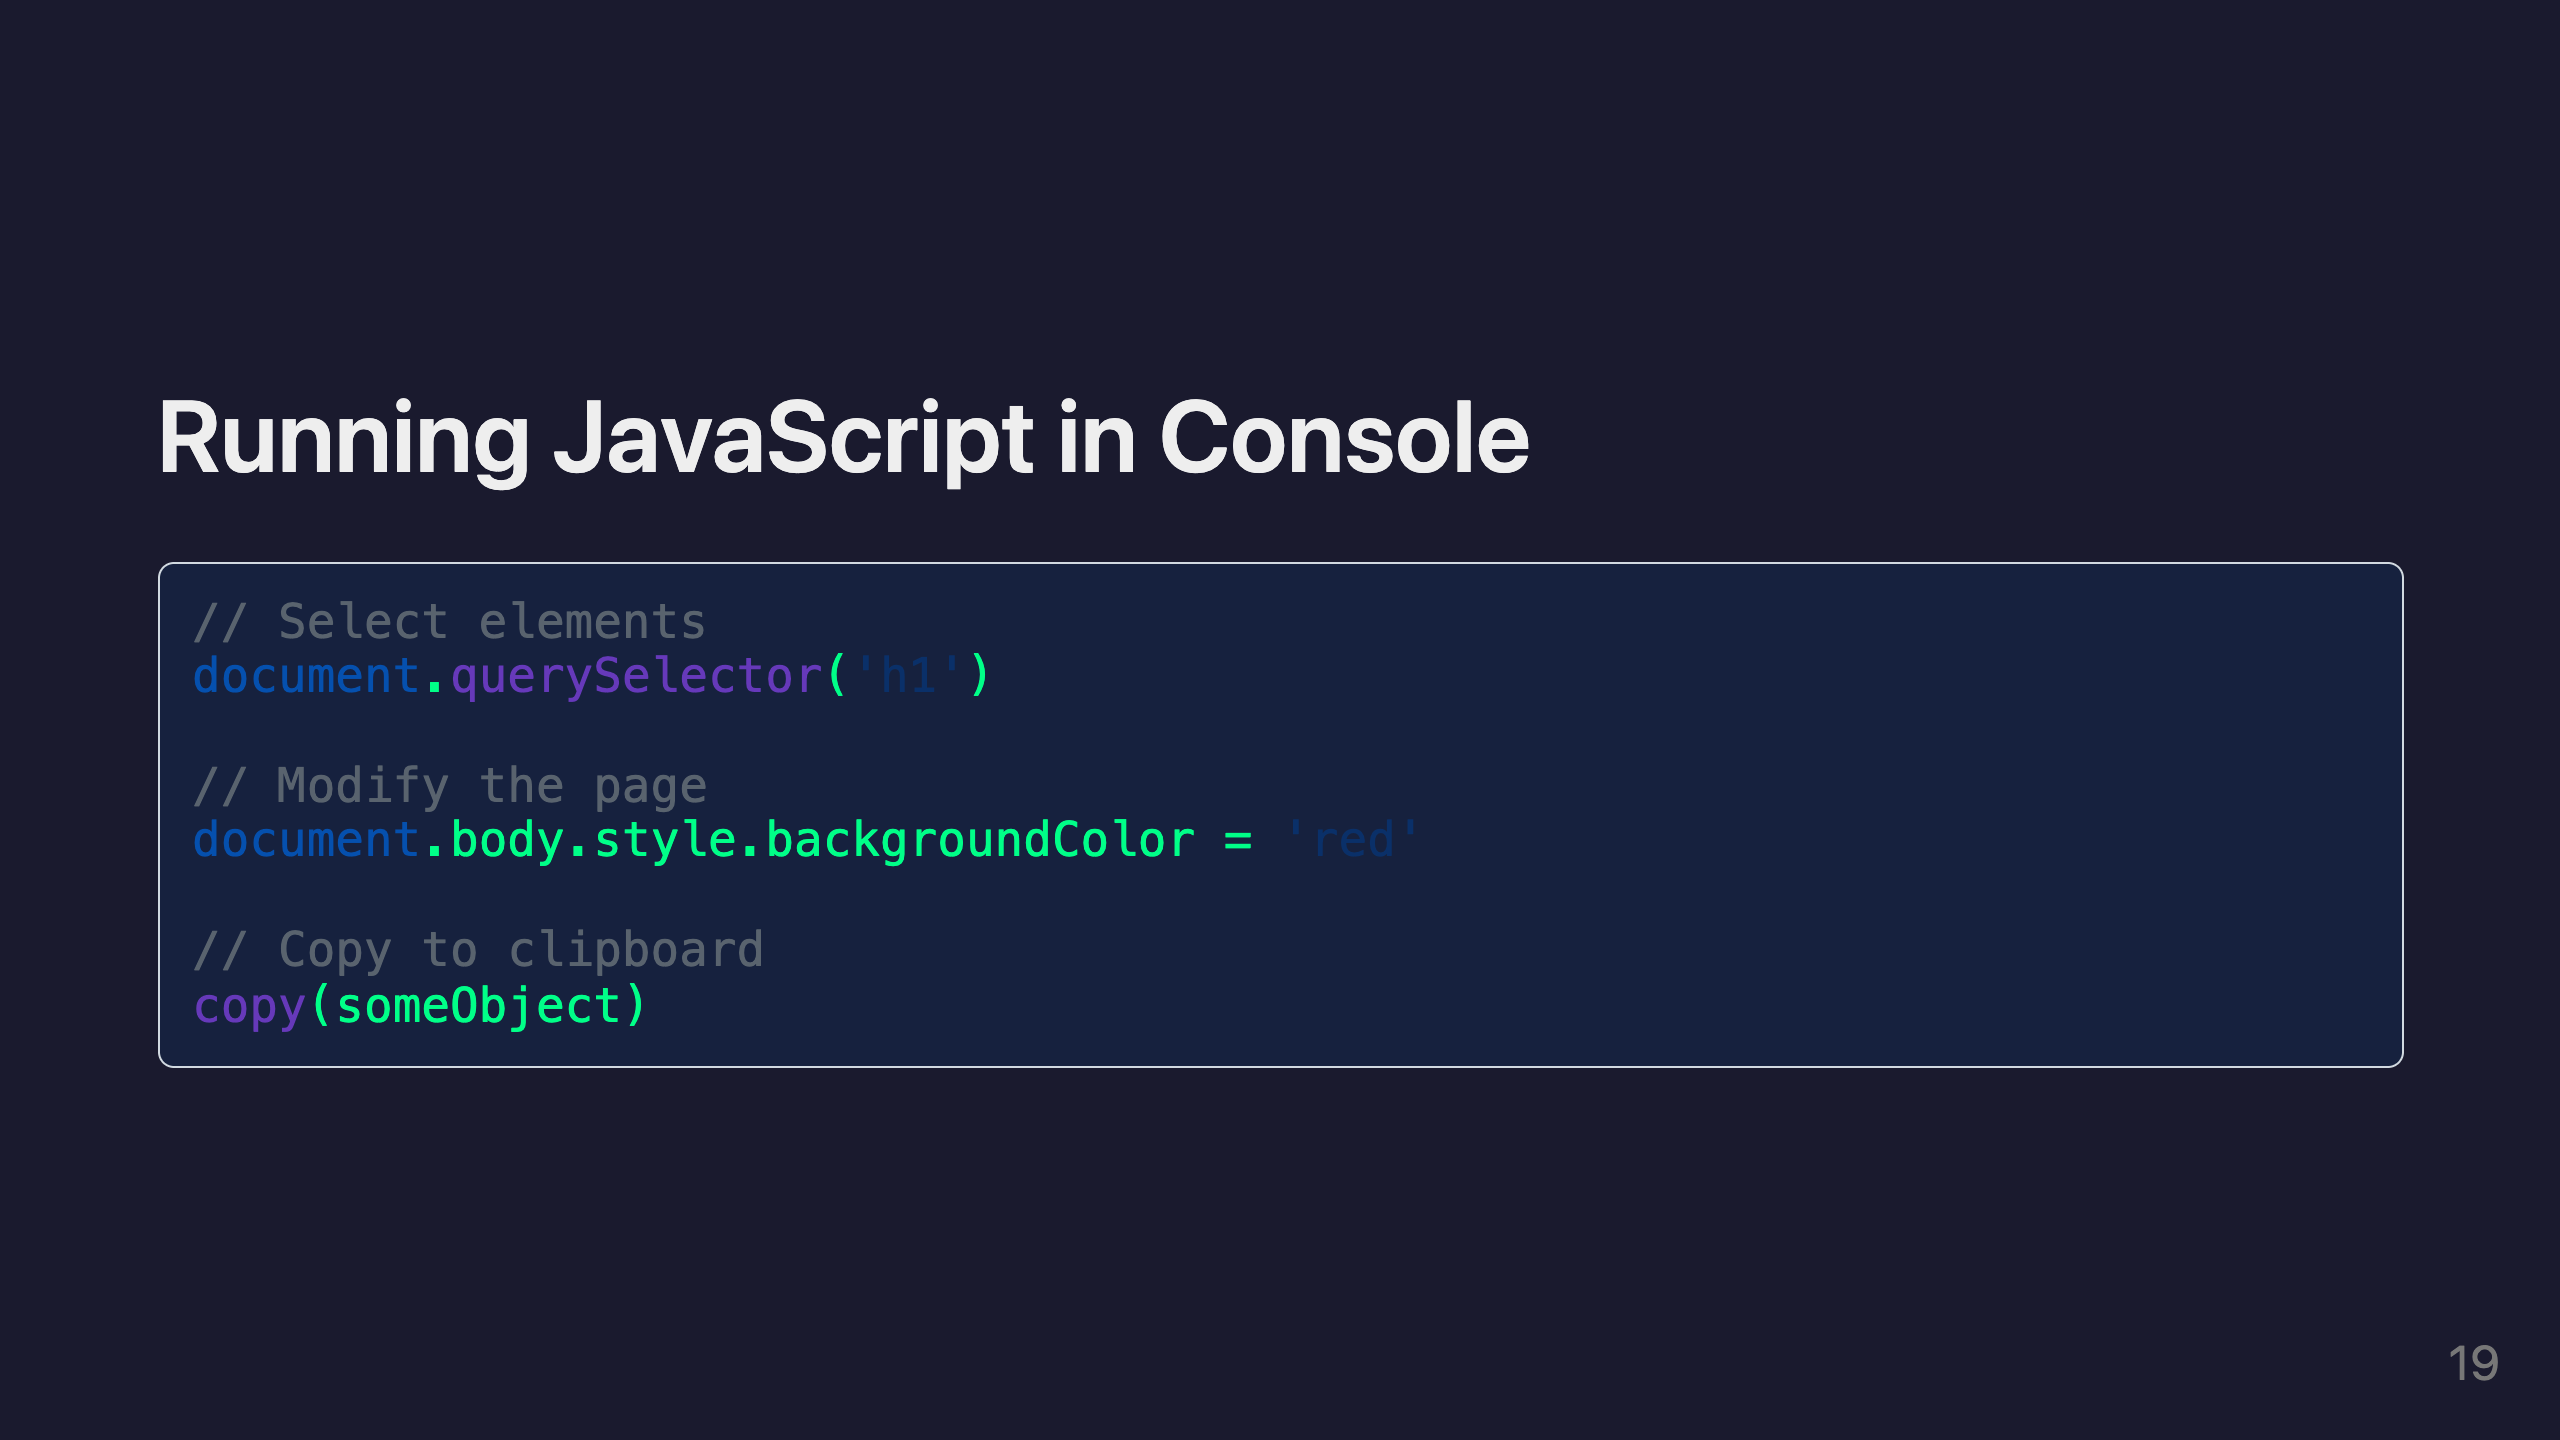 Running JavaScript in Console
// Select elements
document.querySelector('h1')
// Modify the page
document.body.style.backgroundColor = 'red'
// Copy to clipboard
copy(someObject)
19